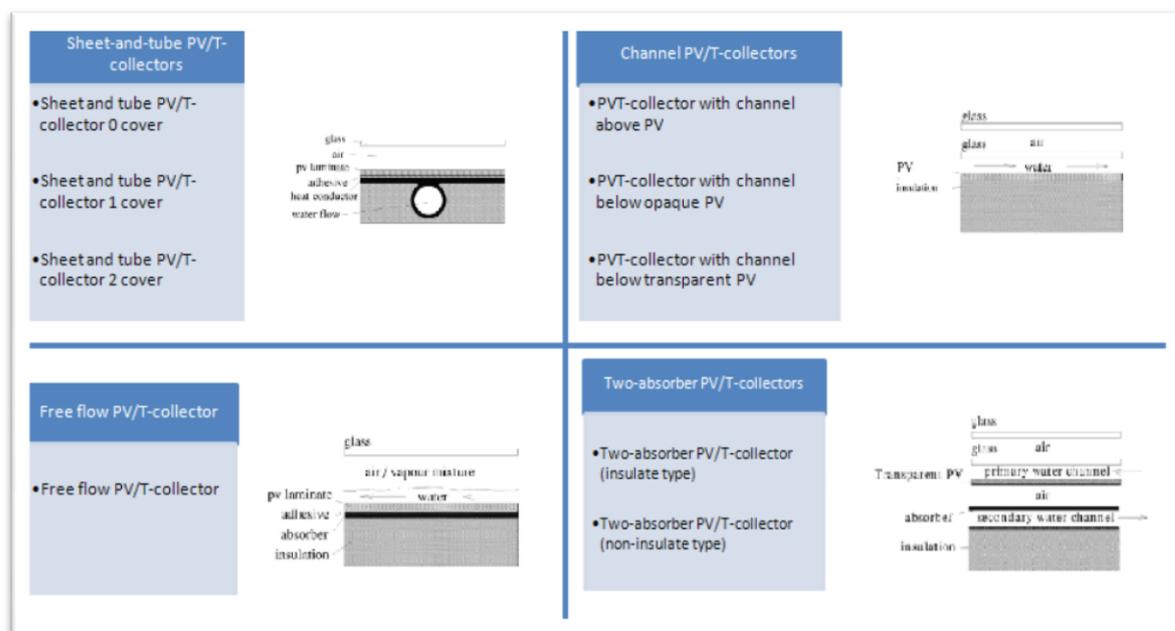 Sheet-and-tube PV/T-
collectors
•Sheet and tube PV/T-
collector 0 cover
•Sheet and tube PV/T-
collector 1 cover
•Sheet and tube PV/T-
collector 2 cover
glass
air
pv laminate
adhesive
heat conductor
water flow
Channel PV/T-collectors
•PVT-collector with channel
above PV
•PVT-collector with channel
below opaque PV
•PVT-collector with channel
below transparent PV
glass
glass air
PV water
insulation
Free flow PV/T-collector
•Free flow PV/T-collector
glass
air / vapour mixture
pv laminate water
adhesive
absorber
insulation
Two-absorber PV/T-collectors
•Two-absorber PV/T-collector
(insulate type)
•Two-absorber PV/T-collector
(non-insulate type)
glass
glass air
Transparent PV primary water channel
air
absorber secondary water channel
insulation